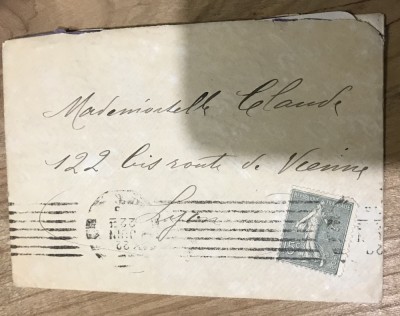 Mademoiselle Claude
122 bis route de Vienne
Lyon